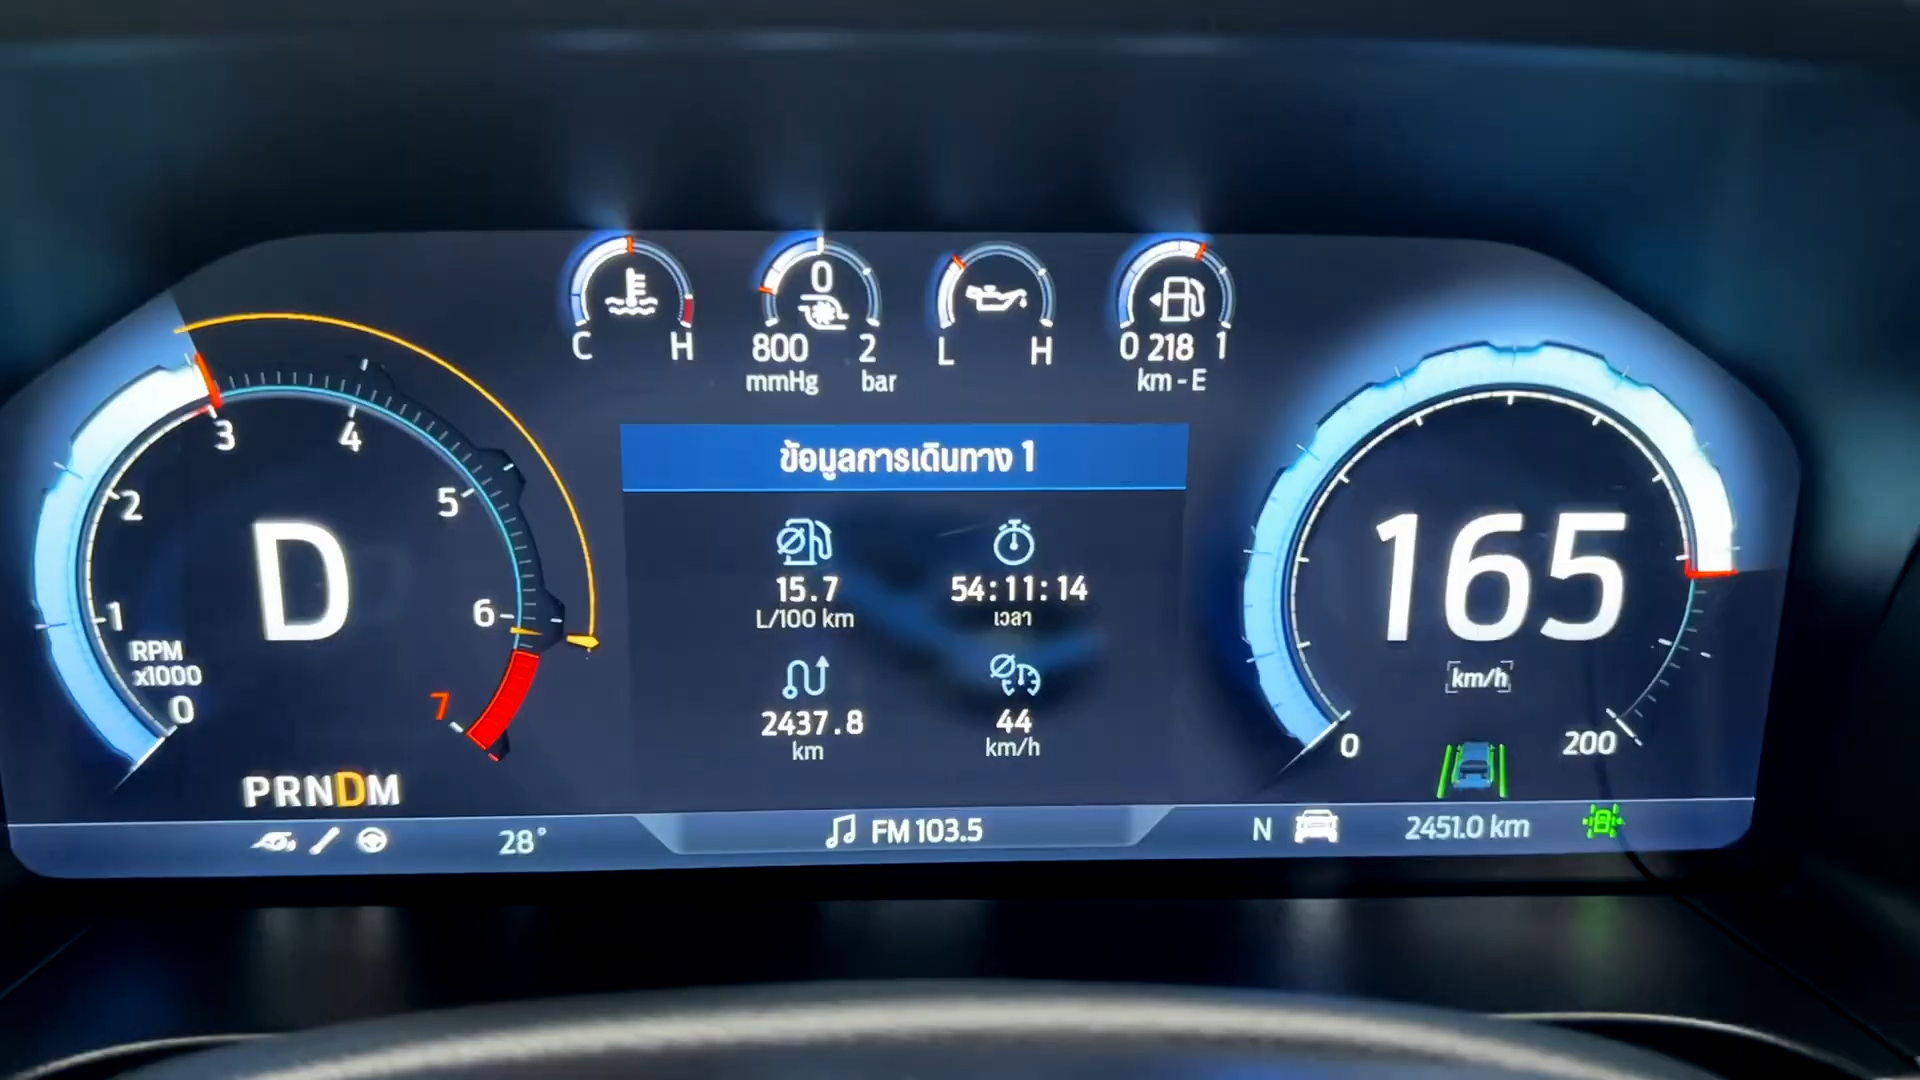 0
C H
800 2
mmHg bar
L H
0 218 1
km - E
0 1 2 3 4 5 6 7
RPM
x1000
D
PRNDM
ข้อมูลการเดินทาง 1
15.7
L/100 km
54:11:14
เวลา
2437.8
km
44
km/h
165
km/h
0 200
28°
FM 103.5
N
2451.0 km